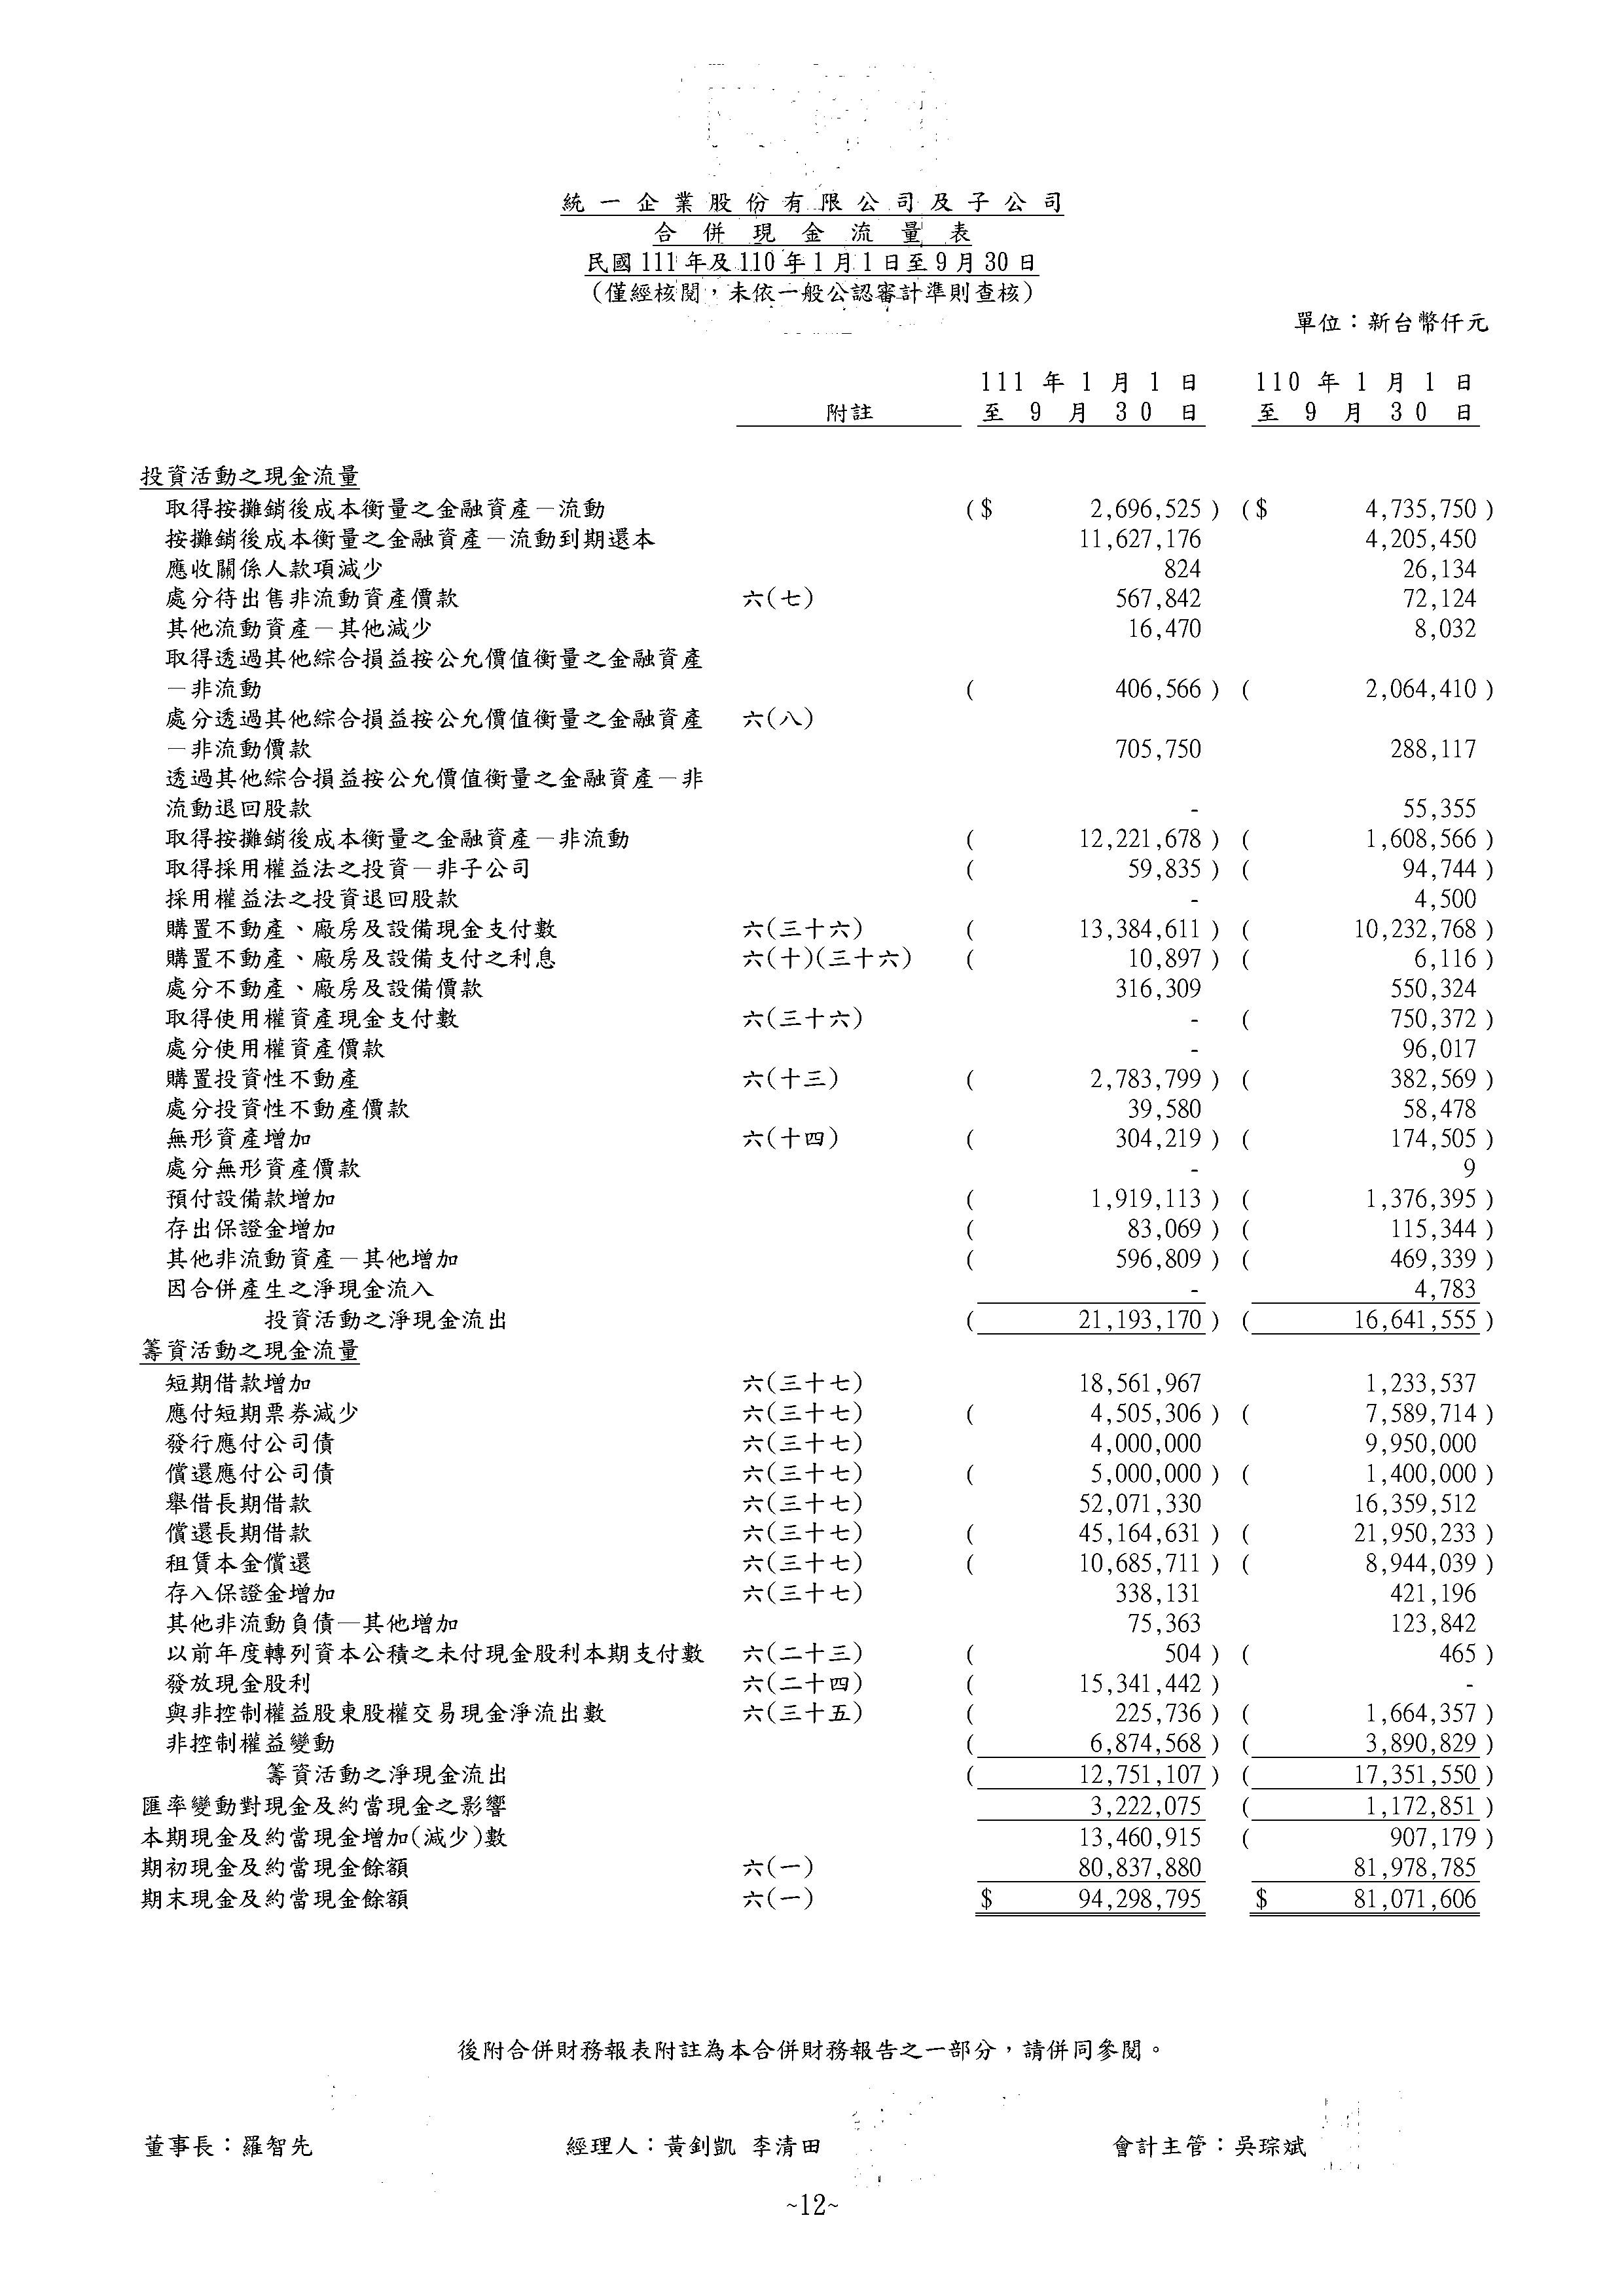 統一企業股份有限公司及子公司
合併現金流量表
民國111年及110年1月1日至9月30日
(僅經核閱，未依一般公認審計準則查核)
單位：新台幣仟元
111 年 1 月 1 日 110 年 1 月 1 日
附註 至 9 月 30 日 至 9 月 30 日
投資活動之現金流量
取得按攤銷後成本衡量之金融資產－流動 ($ 2,696,525 ) ($ 4,735,750 )
按攤銷後成本衡量之金融資產－流動到期還本 11,627,176 4,205,450
應收關係人款項減少 824 26,134
處分待出售非流動資產價款 六(七) 567,842 72,124
其他流動資產－其他減少 16,470 8,032
取得透過其他綜合損益按公允價值衡量之金融資產
－非流動 ( 406,566 ) ( 2,064,410 )
處分透過其他綜合損益按公允價值衡量之金融資產 六(八)
－非流動價款 705,750 288,117
透過其他綜合損益按公允價值衡量之金融資產－非
流動退回股款 - 55,355
取得按攤銷後成本衡量之金融資產－非流動 ( 12,221,678 ) ( 1,608,566 )
取得採用權益法之投資－非子公司 ( 59,835 ) ( 94,744 )
採用權益法之投資退回股款 - 4,500
購置不動產、廠房及設備現金支付數 六(三十六) ( 13,384,611 ) ( 10,232,768 )
購置不動產、廠房及設備支付之利息 六(十)(三十六) ( 10,897 ) ( 6,116 )
處分不動產、廠房及設備價款 316,309 550,324
取得使用權資產現金支付數 六(三十六) - ( 750,372 )
處分使用權資產價款 - 96,017
購置投資性不動產 六(十三) ( 2,783,799 ) ( 382,569 )
處分投資性不動產價款 39,580 58,478
無形資產增加 六(十四) ( 304,219 ) ( 174,505 )
處分無形資產價款 - 9
預付設備款增加 ( 1,919,113 ) ( 1,376,395 )
存出保證金增加 ( 83,069 ) ( 115,344 )
其他非流動資產－其他增加 ( 596,809 ) ( 469,339 )
因合併產生之淨現金流入 - 4,783
投資活動之淨現金流出 ( 21,193,170 ) ( 16,641,555 )
籌資活動之現金流量
短期借款增加 六(三十七) 18,561,967 1,233,537
應付短期票券減少 六(三十七) ( 4,505,306 ) ( 7,589,714 )
發行應付公司債 六(三十七) 4,000,000 9,950,000
償還應付公司債 六(三十七) ( 5,000,000 ) ( 1,400,000 )
舉借長期借款 六(三十七) 52,071,330 16,359,512
償還長期借款 六(三十七) ( 45,164,631 ) ( 21,950,233 )
租賃本金償還 六(三十七) ( 10,685,711 ) ( 8,944,039 )
存入保證金增加 六(三十七) 338,131 421,196
其他非流動負債—其他增加 75,363 123,842
以前年度轉列資本公積之未付現金股利本期支付數 六(二十三) ( 504 ) ( 465 )
發放現金股利 六(二十四) ( 15,341,442 ) -
與非控制權益股東股權交易現金淨流出數 六(三十五) ( 225,736 ) ( 1,664,357 )
非控制權益變動 ( 6,874,568 ) ( 3,890,829 )
籌資活動之淨現金流出 ( 12,751,107 ) ( 17,351,550 )
匯率變動對現金及約當現金之影響 3,222,075 ( 1,172,851 )
本期現金及約當現金增加(減少)數 13,460,915 ( 907,179 )
期初現金及約當現金餘額 六(一) 80,837,880 81,978,785
期末現金及約當現金餘額 六(一) $ 94,298,795 $ 81,071,606
後附合併財務報表附註為本合併財務報告之一部分，請併同參閱。
董事長：羅智先 經理人：黃釗凱 李清田 會計主管：吳琮斌
~12~